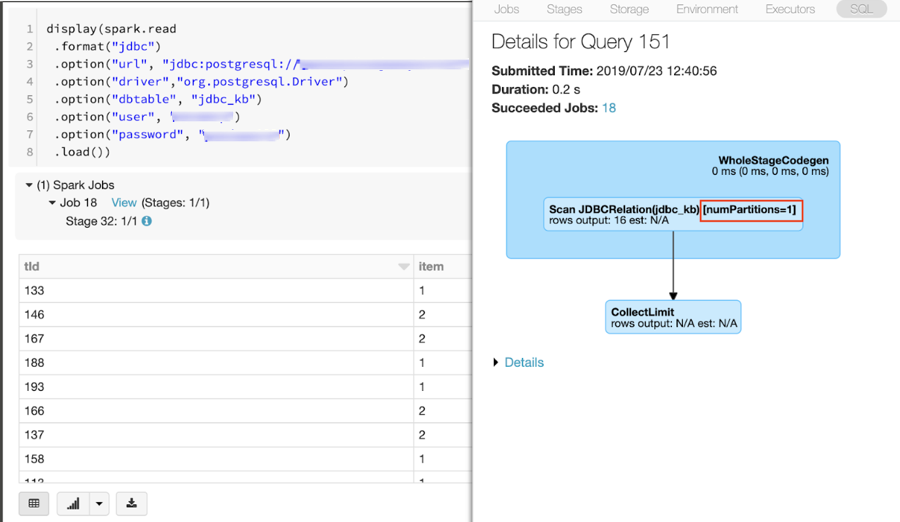 1 display(spark.read
2 .format("jdbc")
3 .option("url", "jdbc:postgresql://
4 .option("driver","org.postgresql.Driver")
5 .option("dbtable", "jdbc_kb")
6 .option("user", " ")
7 .option("password", " ")
8 .load())
(1) Spark Jobs
Job 18 View (Stages: 1/1)
Stage 32: 1/1
tId item
133 1
146 2
167 2
188 1
193 1
166 2
137 2
158 1
Jobs Stages Storage Environment Executors SQL
Details for Query 151
Submitted Time: 2019/07/23 12:40:56
Duration: 0.2 s
Succeeded Jobs: 18
WholeStageCodegen
0 ms (0 ms, 0 ms, 0 ms)
Scan JDBCRelation(jdbc_kb) [numPartitions=1]
rows output: 16 est: N/A
CollectLimit
rows output: N/A est: N/A
Details